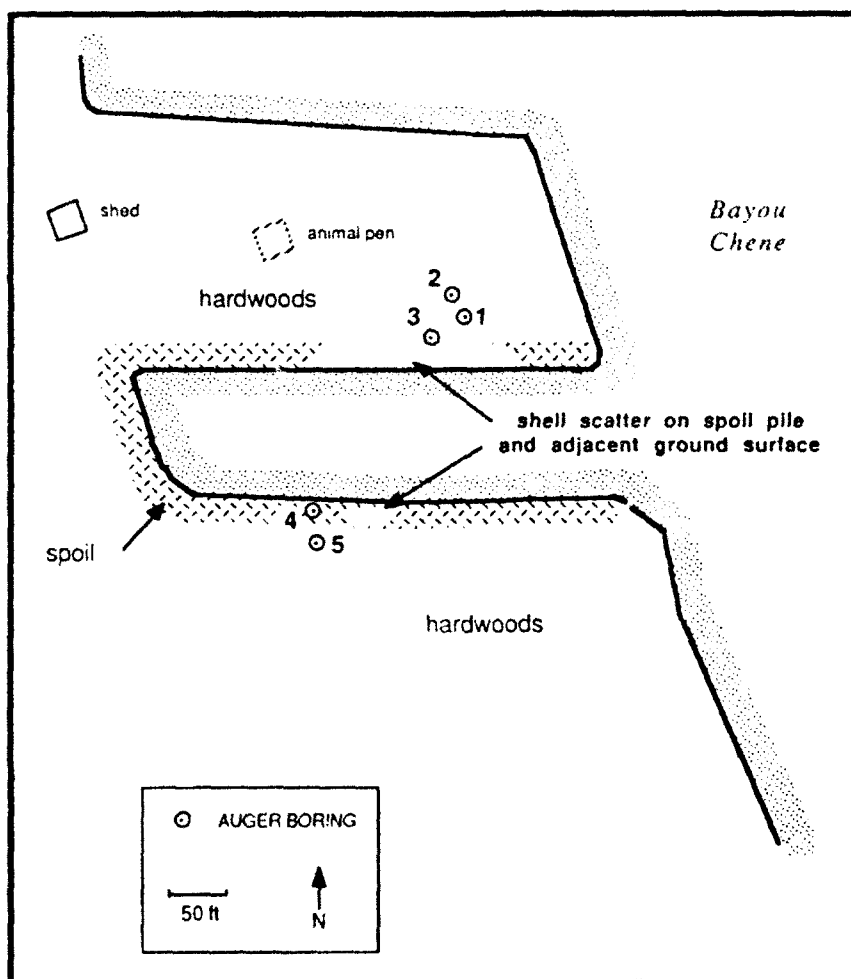 Bayou
Chene
shed
animal pen
hardwoods
2
1
3
shell scatter on spoil pile
and adjacent ground surface
4
5
spoil
hardwoods
AUGER BORING
50 ft
N